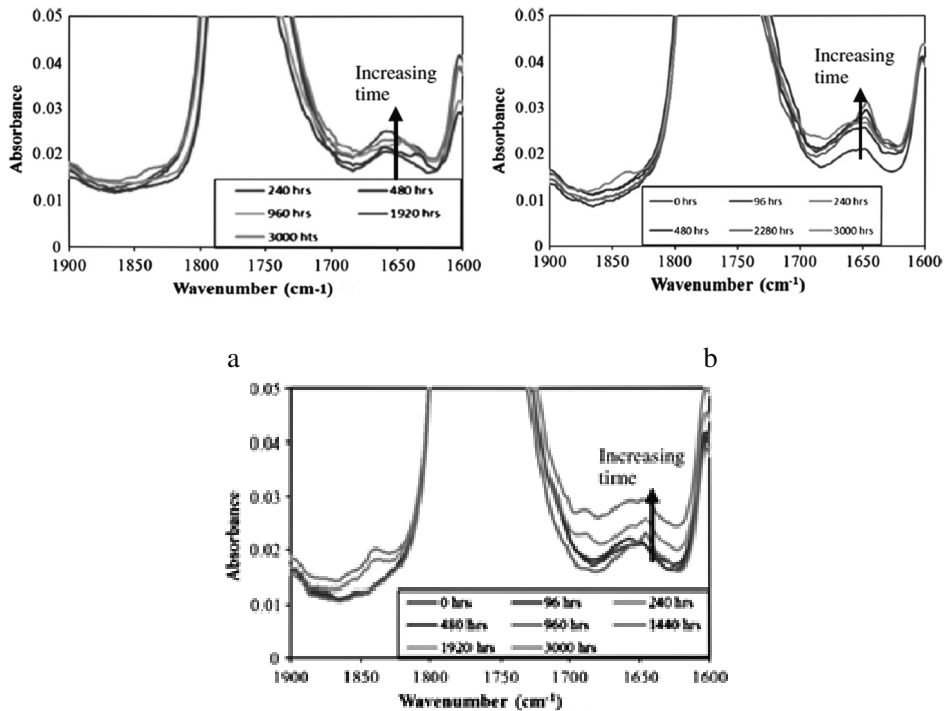 0.05
0.04
0.03
0.02
0.01
0
Absorbance
Increasing
time
240 hrs 480 hrs
960 hrs 1920 hrs
3000 hts
1900 1850 1800 1750 1700 1650 1600
Wavenumber (cm-1)
0.05
0.04
0.03
0.02
0.01
0
Absorbance
Increasing
time
0 hrs 96 hrs 240 hrs
480 hrs 2280 hrs 3000 hrs
1900 1850 1800 1750 1700 1650 1600
Wavenumber (cm-1)
a b
0.05
0.04
0.03
0.02
0.01
0
Absorbance
Increasing
time
0 hrs 96 hrs 240 hrs
480 hrs 960 hrs 1440 hrs
1920 hrs 3000 hrs
1900 1850 1800 1750 1700 1650 1600
Wavenumber (cm-1)